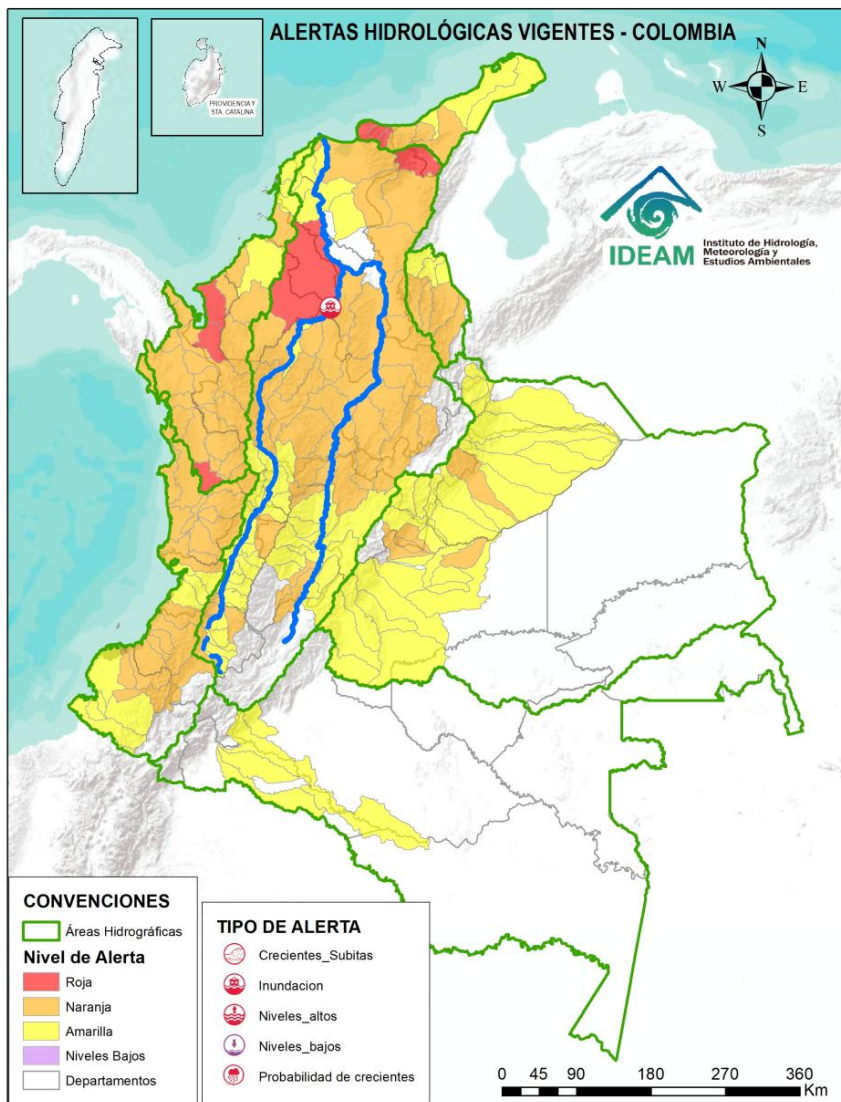 ALERTAS HIDROLÓGICAS VIGENTES - COLOMBIA
PROVIDENCIA Y
STA. CATALINA
N
W
E
S
IDEAM
Instituto de Hidrología,
Meteorología y
Estudios Ambientales
CONVENCIONES
Áreas Hidrográficas
Nivel de Alerta
Roja
Naranja
Amarilla
Niveles Bajos
Departamentos
TIPO DE ALERTA
Crecientes_Subitas
Inundacion
Niveles_altos
Niveles_bajos
Probabilidad de crecientes
0 45 90 180 270 360
Km